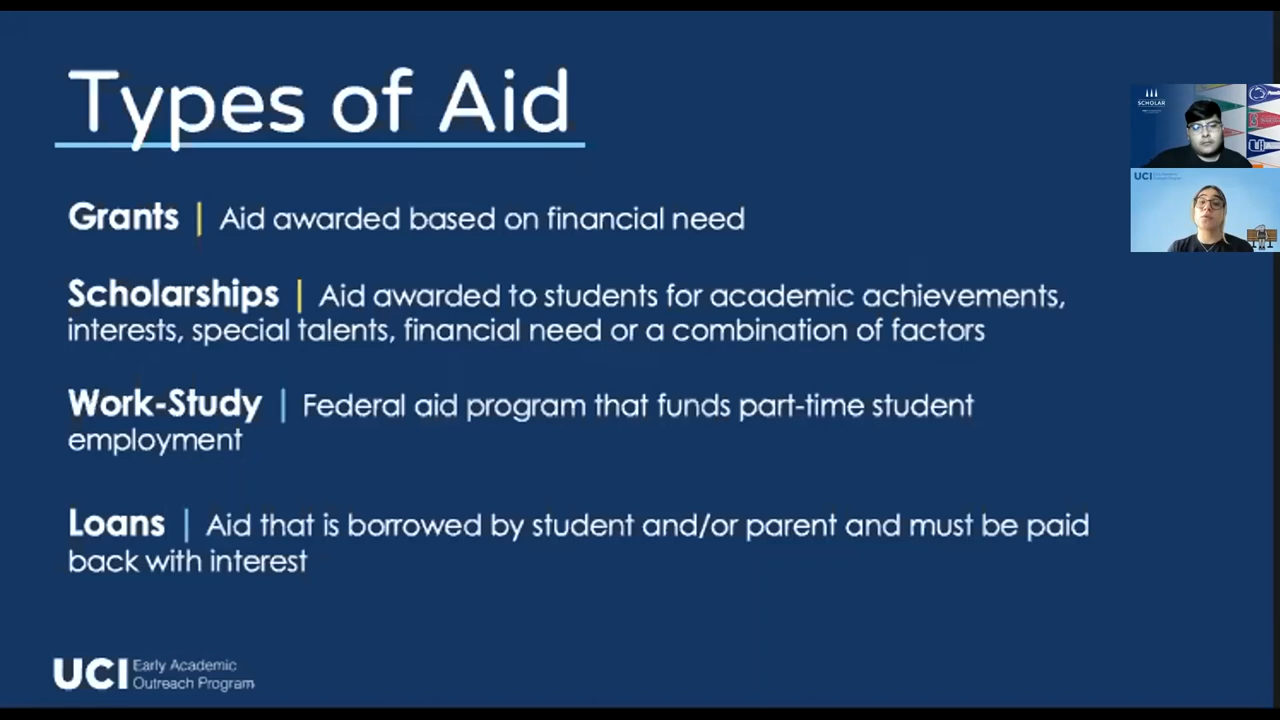 Types of Aid
Grants | Aid awarded based on financial need
Scholarships | Aid awarded to students for academic achievements,
interests, special talents, financial need or a combination of factors
Work-Study | Federal aid program that funds part-time student
employment
Loans | Aid that is borrowed by student and/or parent and must be paid
back with interest
UCI Early Academic
Outreach Program
SCHOLAR
UCI